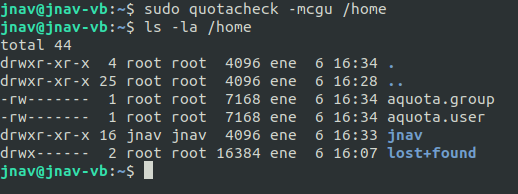 jnav@jnav-vb:~$ sudo quotacheck -mcgu /home
jnav@jnav-vb:~$ ls -la /home
total 44
drwxr-xr-x  4 root root  4096 ene  6 16:34 .
drwxr-xr-x 25 root root  4096 ene  6 16:28 ..
-rw-------  1 root root  7168 ene  6 16:34 aquota.group
-rw-------  1 root root  7168 ene  6 16:34 aquota.user
drwxr-xr-x 16 jnav jnav  4096 ene  6 16:33 jnav
drwx------  2 root root 16384 ene  6 16:07 lost+found
jnav@jnav-vb:~$